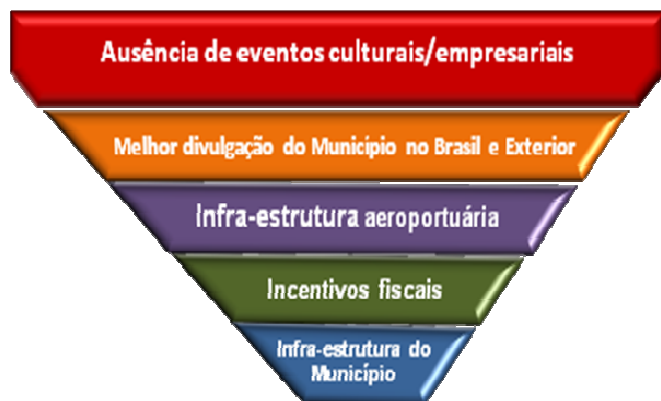 Ausência de eventos culturais/empresariais
Melhor divulgação do Município no Brasil e Exterior
Infra-estrutura aeroportuária
Incentivos fiscais
Infra-estrutura do
Município